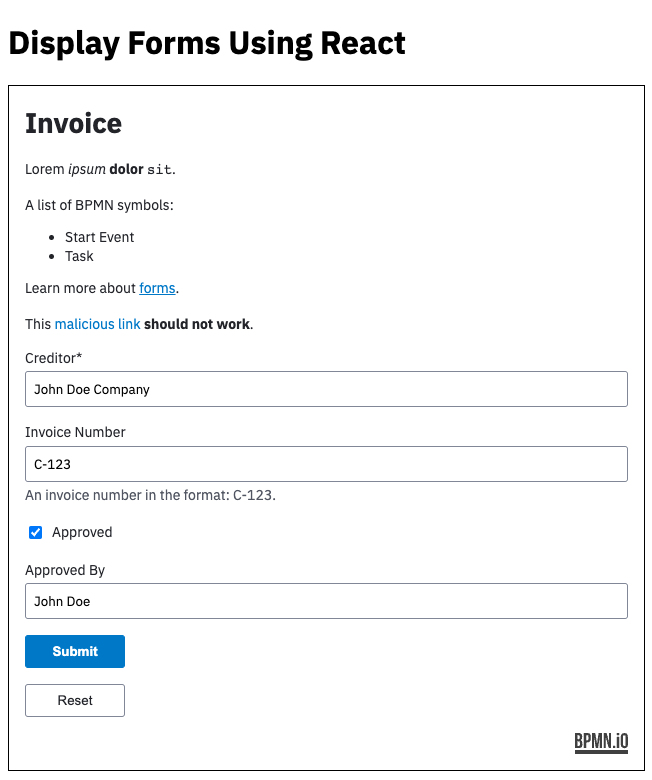 Display Forms Using React
Invoice
Lorem ipsum dolor sit.
A list of BPMN symbols:
Start Event
Task
Learn more about forms.
This malicious link should not work.
Creditor*
John Doe Company
Invoice Number
C-123
An invoice number in the format: C-123.
Approved
Approved By
John Doe
Submit
Reset
BPMN.iO